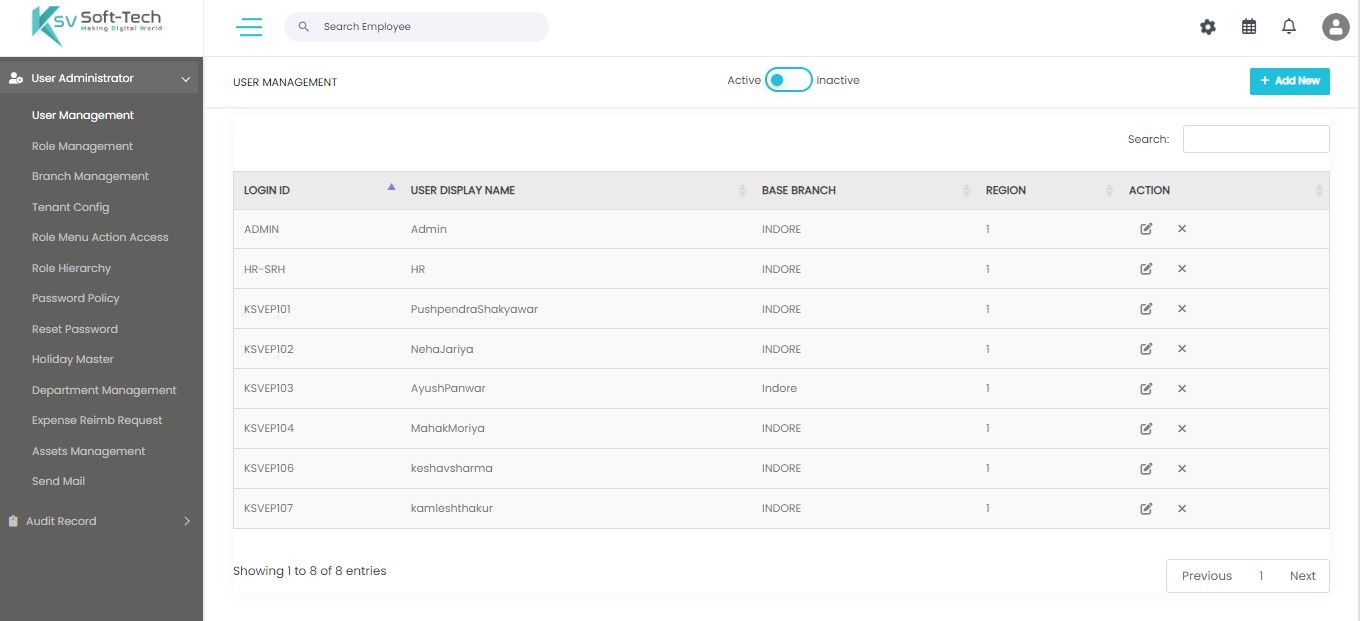 KSV Soft-Tech
Making Digital World
Search Employee
User Administrator
User Management
Role Management
Branch Management
Tenant Config
Role Menu Action Access
Role Hierarchy
Password Policy
Reset Password
Holiday Master
Department Management
Expense Reimb Request
Assets Management
Send Mail
Audit Record
USER MANAGEMENT
Active Inactive
+ Add New
Search:
LOGIN ID USER DISPLAY NAME BASE BRANCH REGION ACTION
ADMIN Admin INDORE 1
HR-SRH HR INDORE 1
KSVEP101 PushpendraShakyawar INDORE 1
KSVEP102 NehaJariya INDORE 1
KSVEP103 AyushPanwar Indore 1
KSVEP104 MahakMoriya INDORE 1
KSVEP106 keshavsharma INDORE 1
KSVEP107 kamleshthakur INDORE 1
Showing 1 to 8 of 8 entries
Previous 1 Next